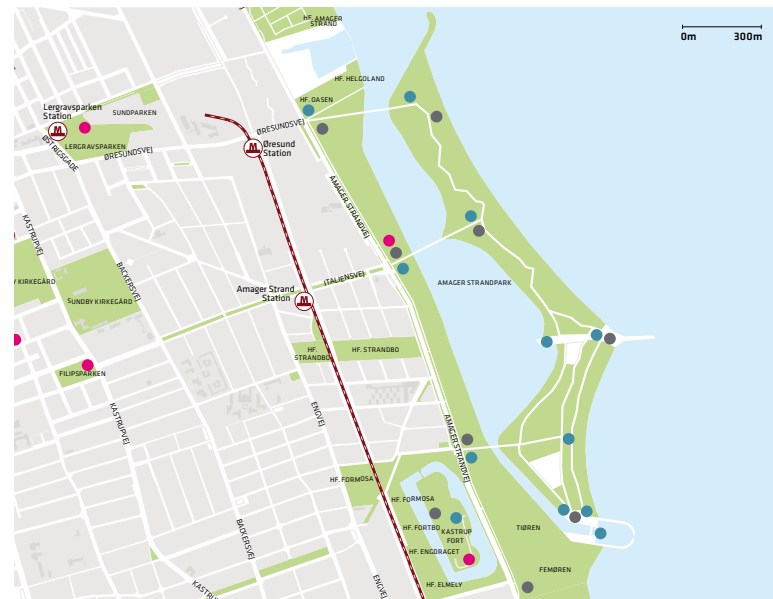 HF. AMAGER
STRAND
0m 300m
HF. HELGOLAND
HF. OASEN
Lergravsparken
Station
SUNDPARKEN
M
ØSTRIGSGADE
LERGRAVSPARKEN
ØRESUNDSVEJ
ØRESUNDSVEJ
M
Øresund
Station
AMAGER STRANDVEJ
KASTRUPVEJ
BACKERSVEJ
V KIRKEGÅRD
SUNDBY KIRKEGÅRD
ITALIENSVEJ
AMAGER STRANDPARK
Amager Strand
Station
M
HF.
STRANDBO
HF. STRANDBO
FILIPSPARKEN
KASTRUPVEJ
ENGVEJ
AMAGER STRANDVEJ
HF. FORMOSA
HF. FORMOSA
HF. FORTBO
KASTRUP
FORT
TIØREN
BACKERSVEJ
HF. ENGDRAGET
FEMØREN
HF. ELMELY
ENGVEJ
KASTRU